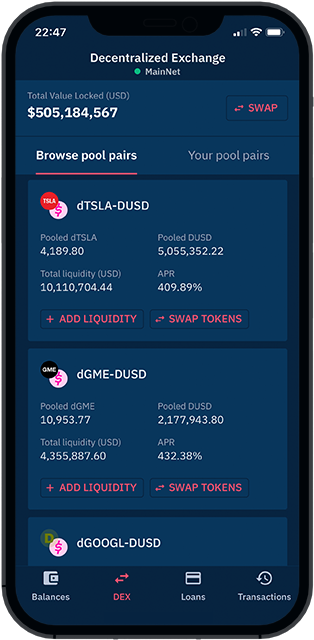 22:47
Decentralized Exchange
MainNet
Total Value Locked (USD)
$505,184,567
SWAP
Browse pool pairs Your pool pairs
TSLA
dTSLA-DUSD
Pooled dTSLA Pooled DUSD
4,189.80 5,055,352.22
Total liquidity (USD) APR
10,110,704.44 409.89%
+ ADD LIQUIDITY SWAP TOKENS
GME
dGME-DUSD
Pooled dGME Pooled DUSD
10,953.77 2,177,943.80
Total liquidity (USD) APR
4,355,887.60 432.38%
+ ADD LIQUIDITY SWAP TOKENS
D
dGOOGL-DUSD
Balances DEX Loans Transactions